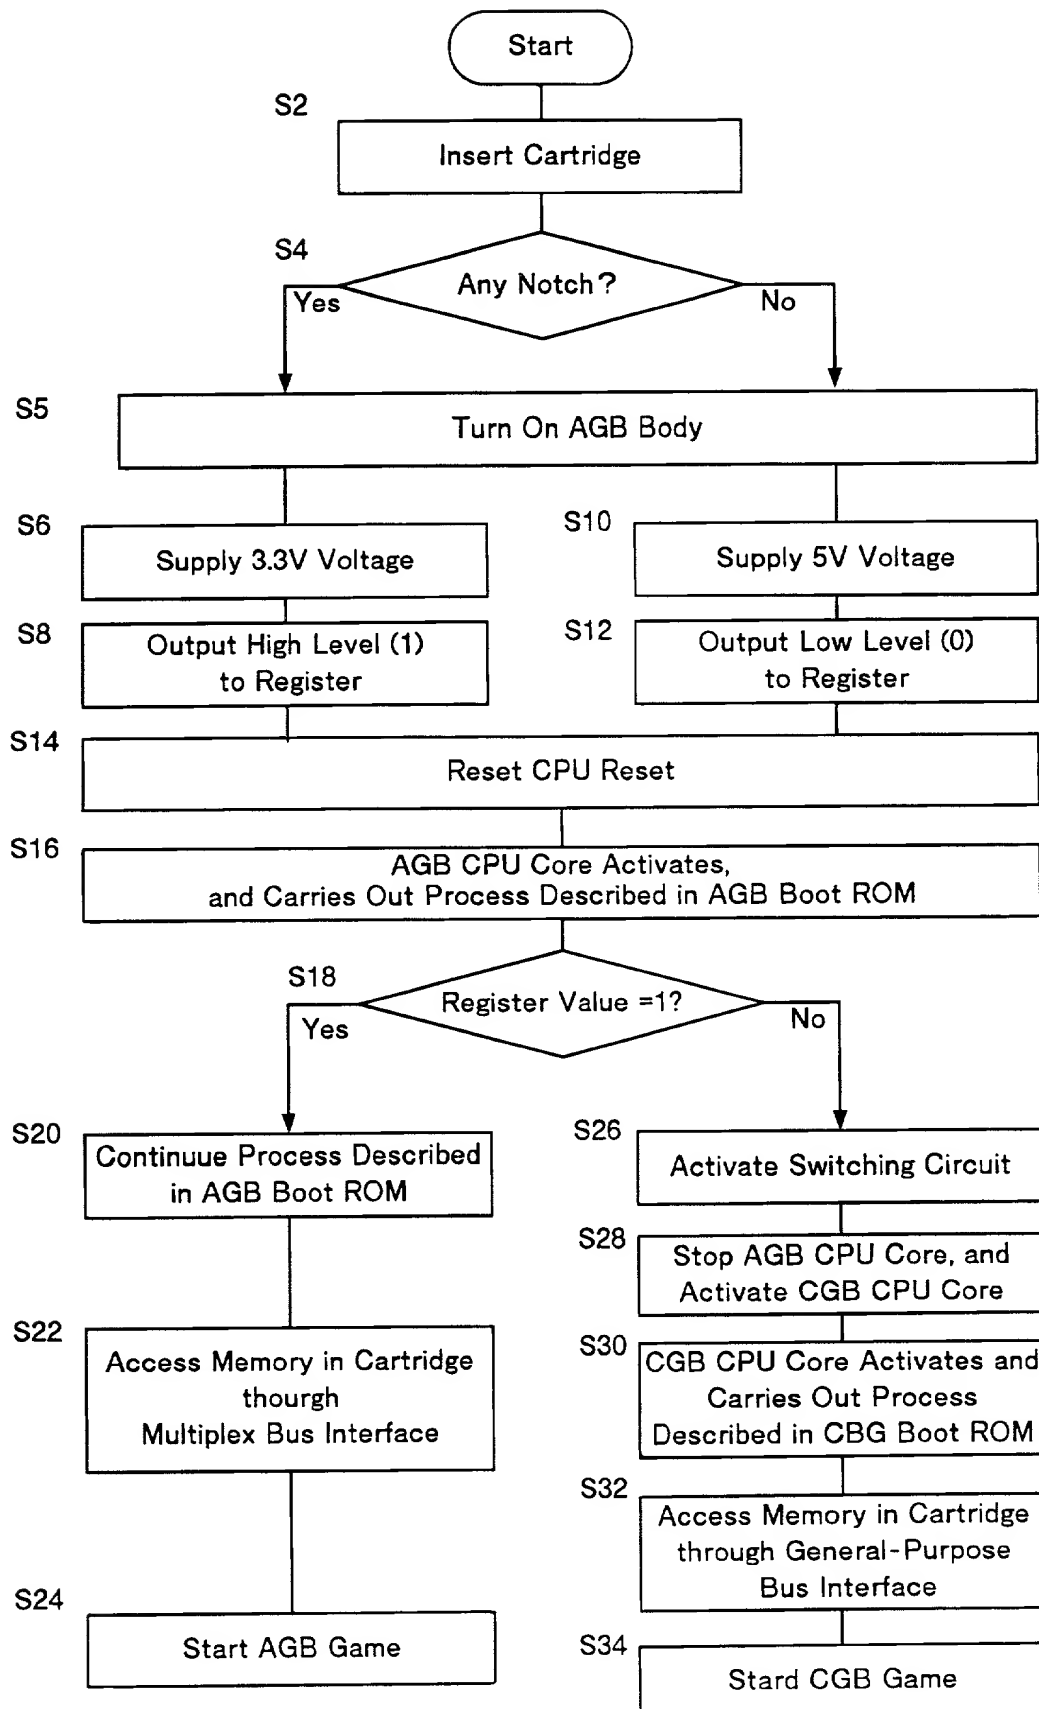 Start
S2
Insert Cartridge
S4
Any Notch?
Yes
No
S5
Turn On AGB Body
S6
Supply 3.3V Voltage
S10
Supply 5V Voltage
S8
Output High Level (1)
to Register
S12
Output Low Level (0)
to Register
S14
Reset CPU Reset
S16
AGB CPU Core Activates,
and Carries Out Process Described in AGB Boot ROM
S18
Register Value =1?
Yes
No
S20
Continuue Process Described
in AGB Boot ROM
S26
Activate Switching Circuit
S28
Stop AGB CPU Core, and
Activate CGB CPU Core
S22
Access Memory in Cartridge
thourgh
Multiplex Bus Interface
S30
CGB CPU Core Activates and
Carries Out Process
Described in CBG Boot ROM
S32
Access Memory in Cartridge
through General-Purpose
Bus Interface
S24
Start AGB Game
S34
Stard CGB Game